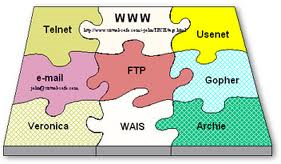 Telnet
WWW
Usenet
e-mail
FTP
Gopher
Veronica
WAIS
Archie